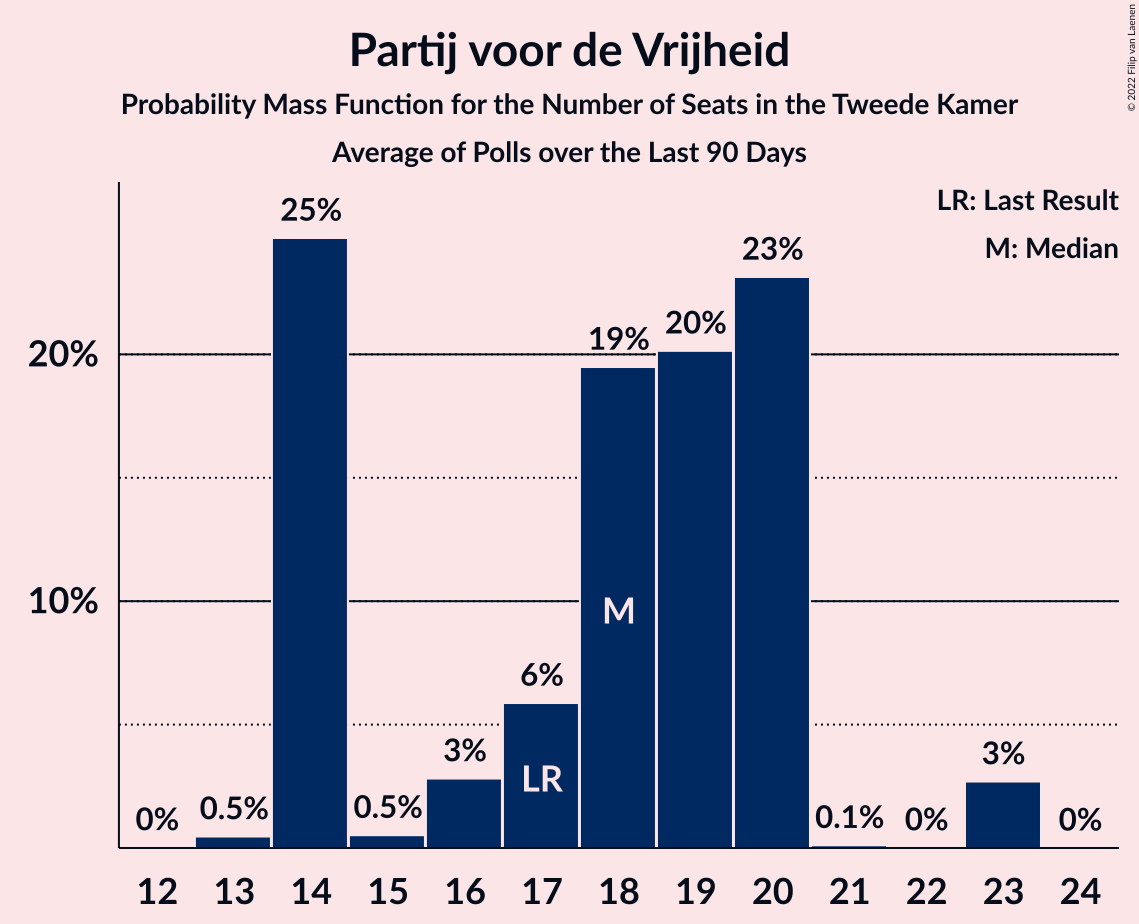 Partij voor de Vrijheid
Probability Mass Function for the Number of Seats in the Tweede Kamer
Average of Polls over the Last 90 Days
© 2022 Filip van Laenen
LR: Last Result
M: Median
20%
10%
0%
0.5%
25%
0.5%
3%
6%
19%
20%
23%
0.1%
0%
3%
0%
LR
M
12 13 14 15 16 17 18 19 20 21 22 23 24